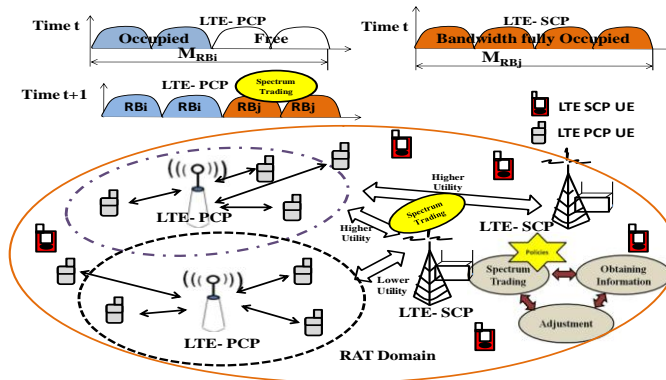 Time t
LTE- PCP
Occupied
Free
M RBi
Time t
LTE- SCP
Bandwidth fully Occupied
M RBj
Time t+1
LTE- PCP
Spectrum
Trading
RBi
RBi
RBj
RBj
LTE SCP UE
LTE PCP UE
LTE- PCP
Higher
Utility
Spectrum
Trading
LTE- SCP
Higher
Utility
Policies
Spectrum
Trading
Obtaining
Information
Lower
Utility
LTE- SCP
Adjustment
LTE- PCP
RAT Domain